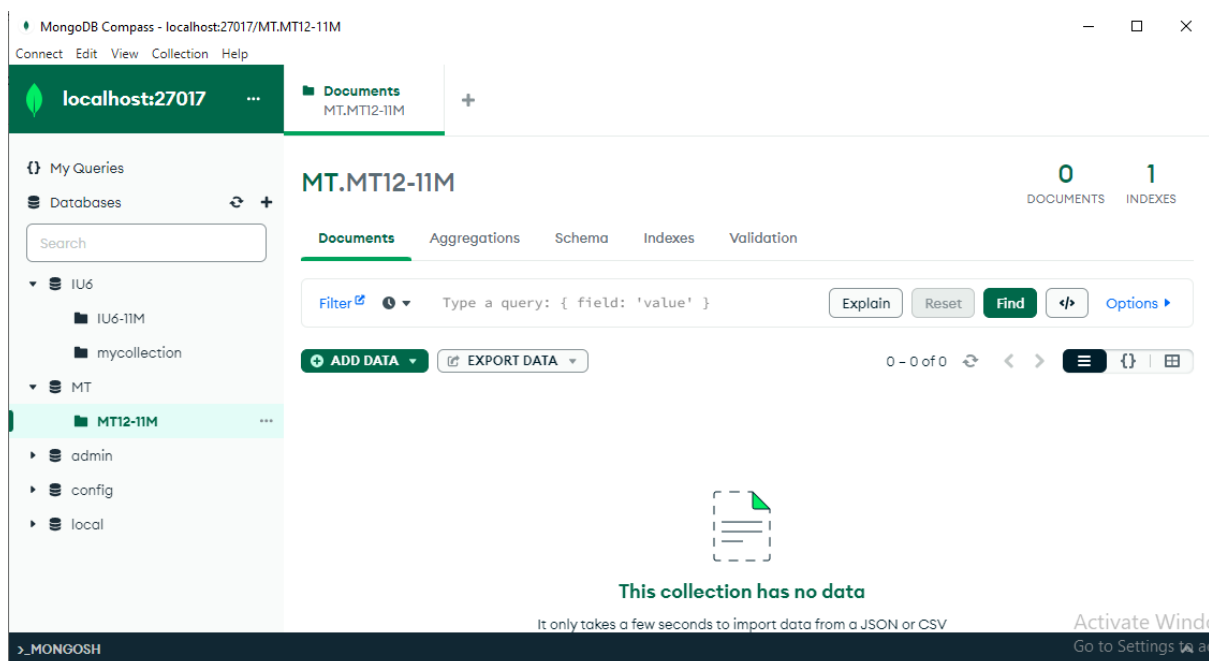 MongoDB Compass - localhost:27017/MT.MT12-11M
Connect Edit View Collection Help
localhost:27017 ...
Documents
MT.MT12-11M
+
{} My Queries
Databases +
Search
IU6
IU6-11M
mycollection
MT
MT12-11M ...
admin
config
local
MT.MT12-11M
0 1
DOCUMENTS INDEXES
Documents Aggregations Schema Indexes Validation
Filter Type a query: { field: 'value' } Explain Reset Find </> Options
ADD DATA EXPORT DATA 0 – 0 of 0 < > {}
This collection has no data
It only takes a few seconds to import data from a JSON or CSV
Activate
Go to Settings
>_MONGOSH